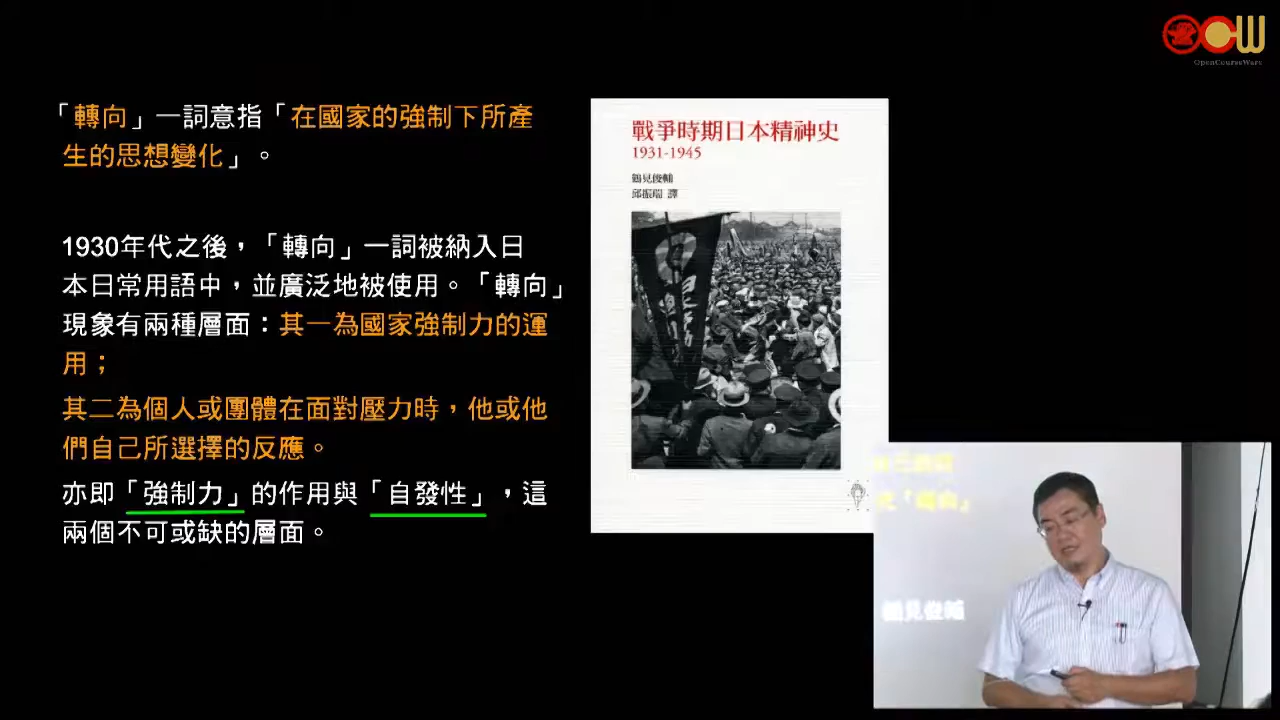 「轉向」一詞意指「在國家的強制下所產
生的思想變化」。
1930年代之後，「轉向」一詞被納入日
本日常用語中，並廣泛地被使用。「轉向」
現象有兩種層面：其一為國家強制力的運
用；
其二為個人或團體在面對壓力時，他或他
們自己所選擇的反應。
亦即「強制力」的作用與「自發性」，這
兩個不可或缺的層面。
戰爭時期日本精神史
1931-1945
鶴見俊輔
邱振瑞 譯
OpenCourseWare
鶴見俊輔